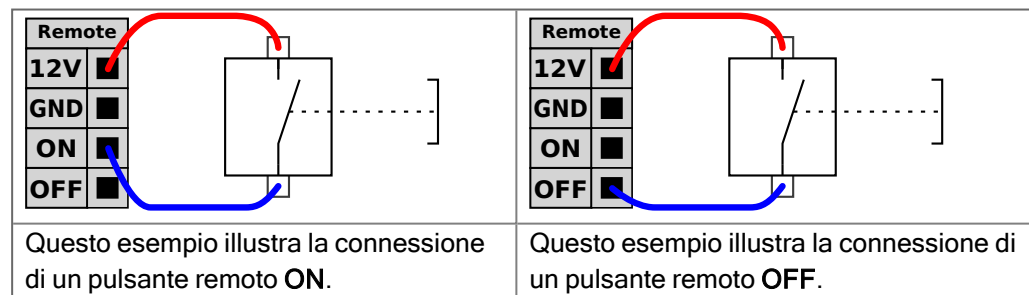 Remote
12V
GND
ON
OFF
Remote
12V
GND
ON
OFF
Questo esempio illustra la connessione
di un pulsante remoto ON.
Questo esempio illustra la connessione di
un pulsante remoto OFF.